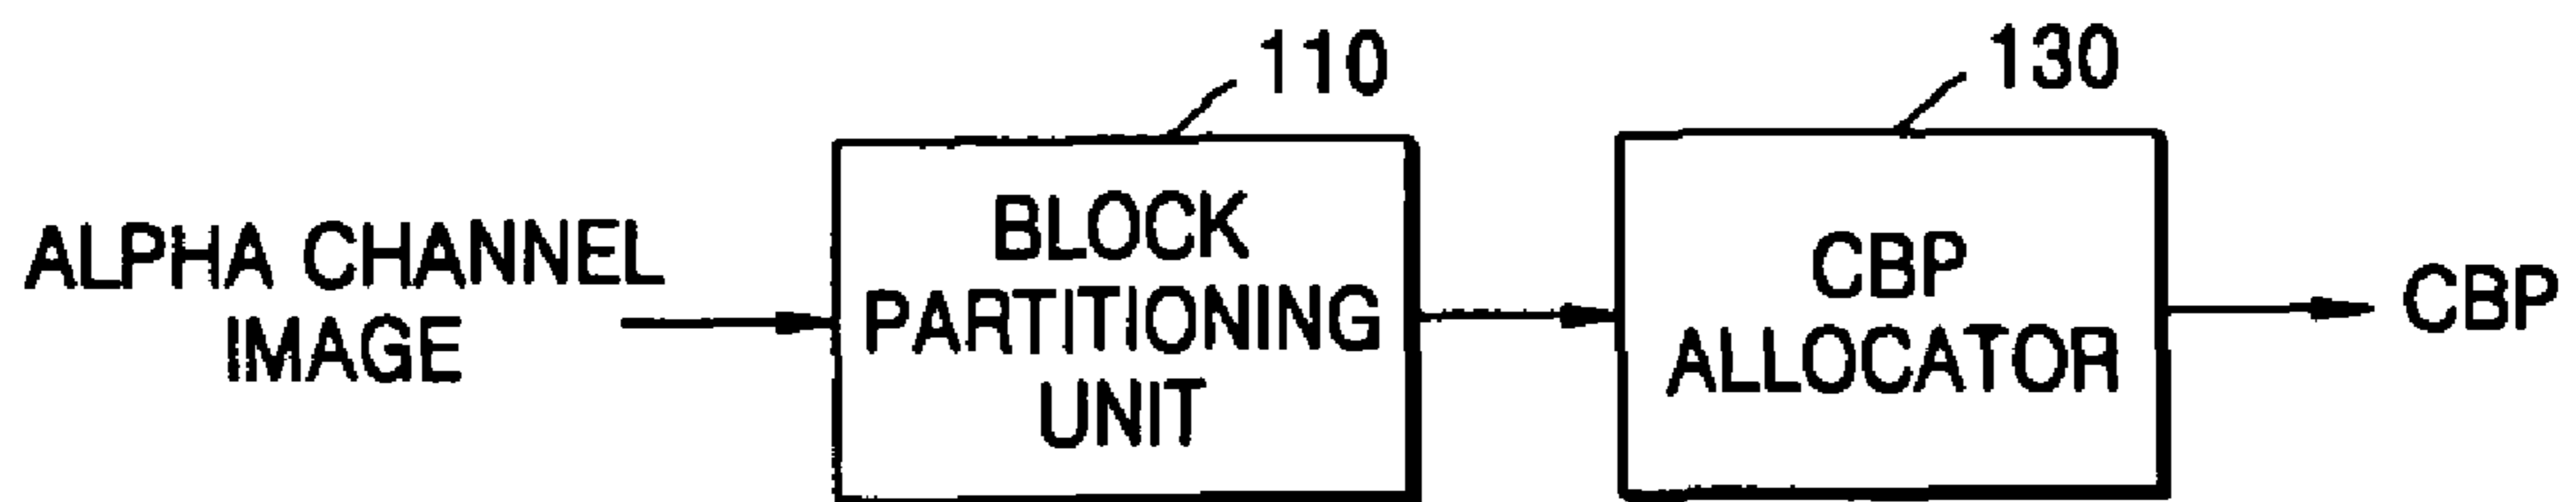 110
130
ALPHA CHANNEL
IMAGE
BLOCK
PARTITIONING
UNIT
CBP
ALLOCATOR
CBP